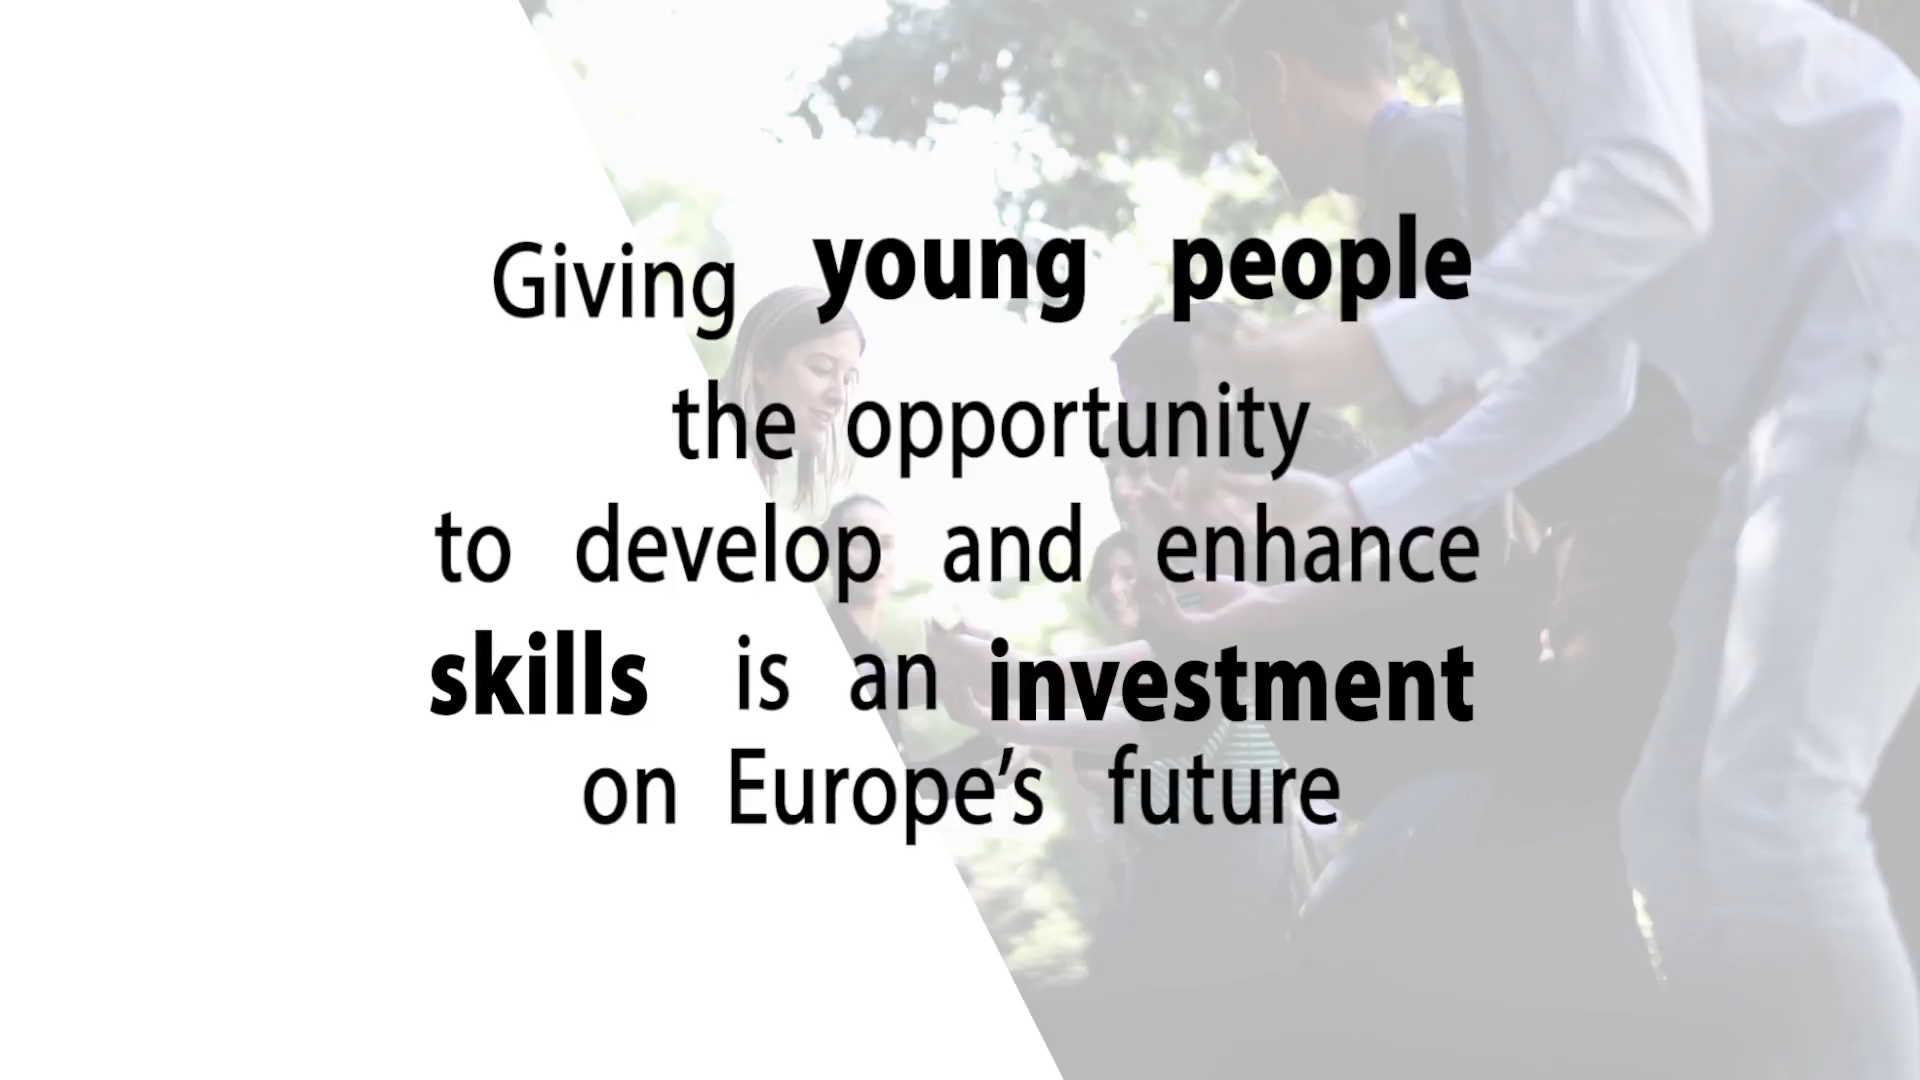 Giving young people
the opportunity
to develop and enhance
skills is an investment
on Europe’s future